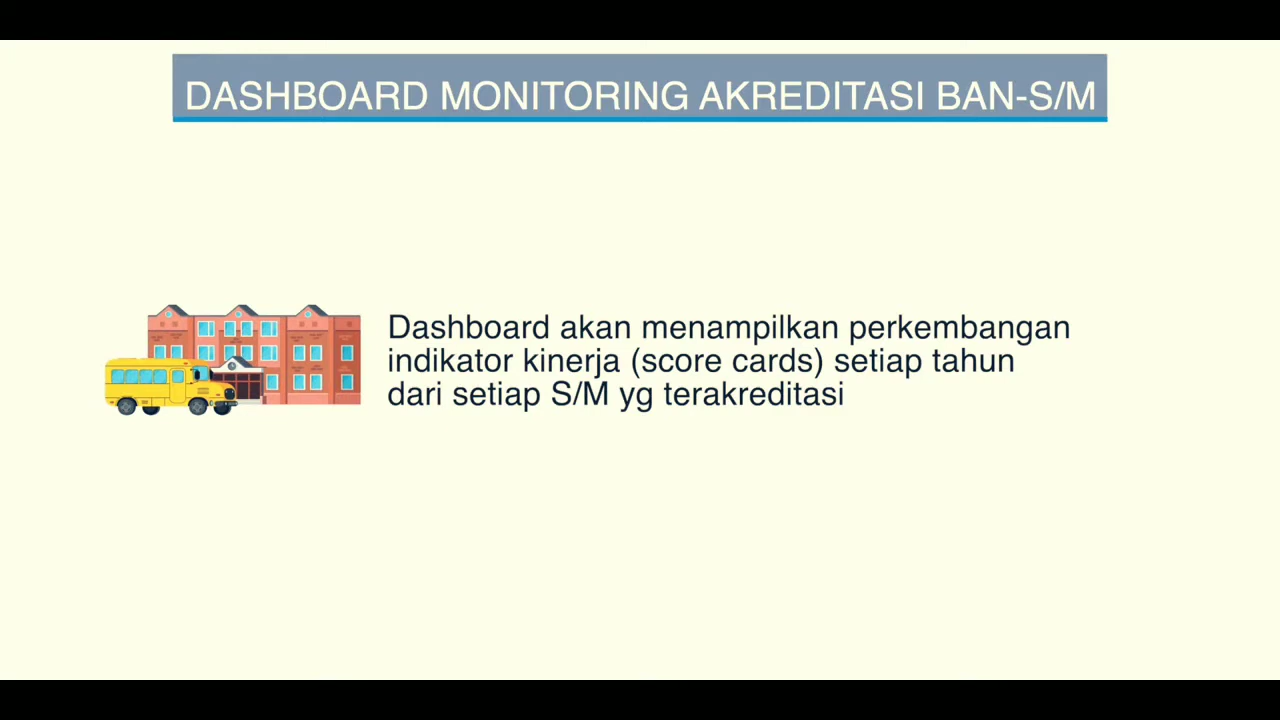 DASHBOARD MONITORING AKREDITASI BAN-S/M
Dashboard akan menampilkan perkembangan
indikator kinerja (score cards) setiap tahun
dari setiap S/M yg terakreditasi